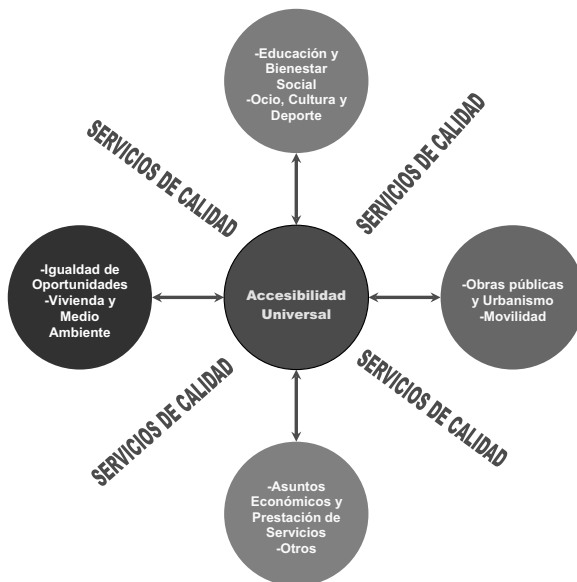 -Educación y
Bienestar
Social
-Ocio, Cultura y
Deporte
SERVICIOS DE CALIDAD
SERVICIOS DE CALIDAD
-Igualdad de
Oportunidades
-Vivienda y
Medio
Ambiente
Accesibilidad
Universal
-Obras públicas
y Urbanismo
-Movilidad
SERVICIOS DE CALIDAD
SERVICIOS DE CALIDAD
-Asuntos
Económicos y
Prestación de
Servicios
-Otros